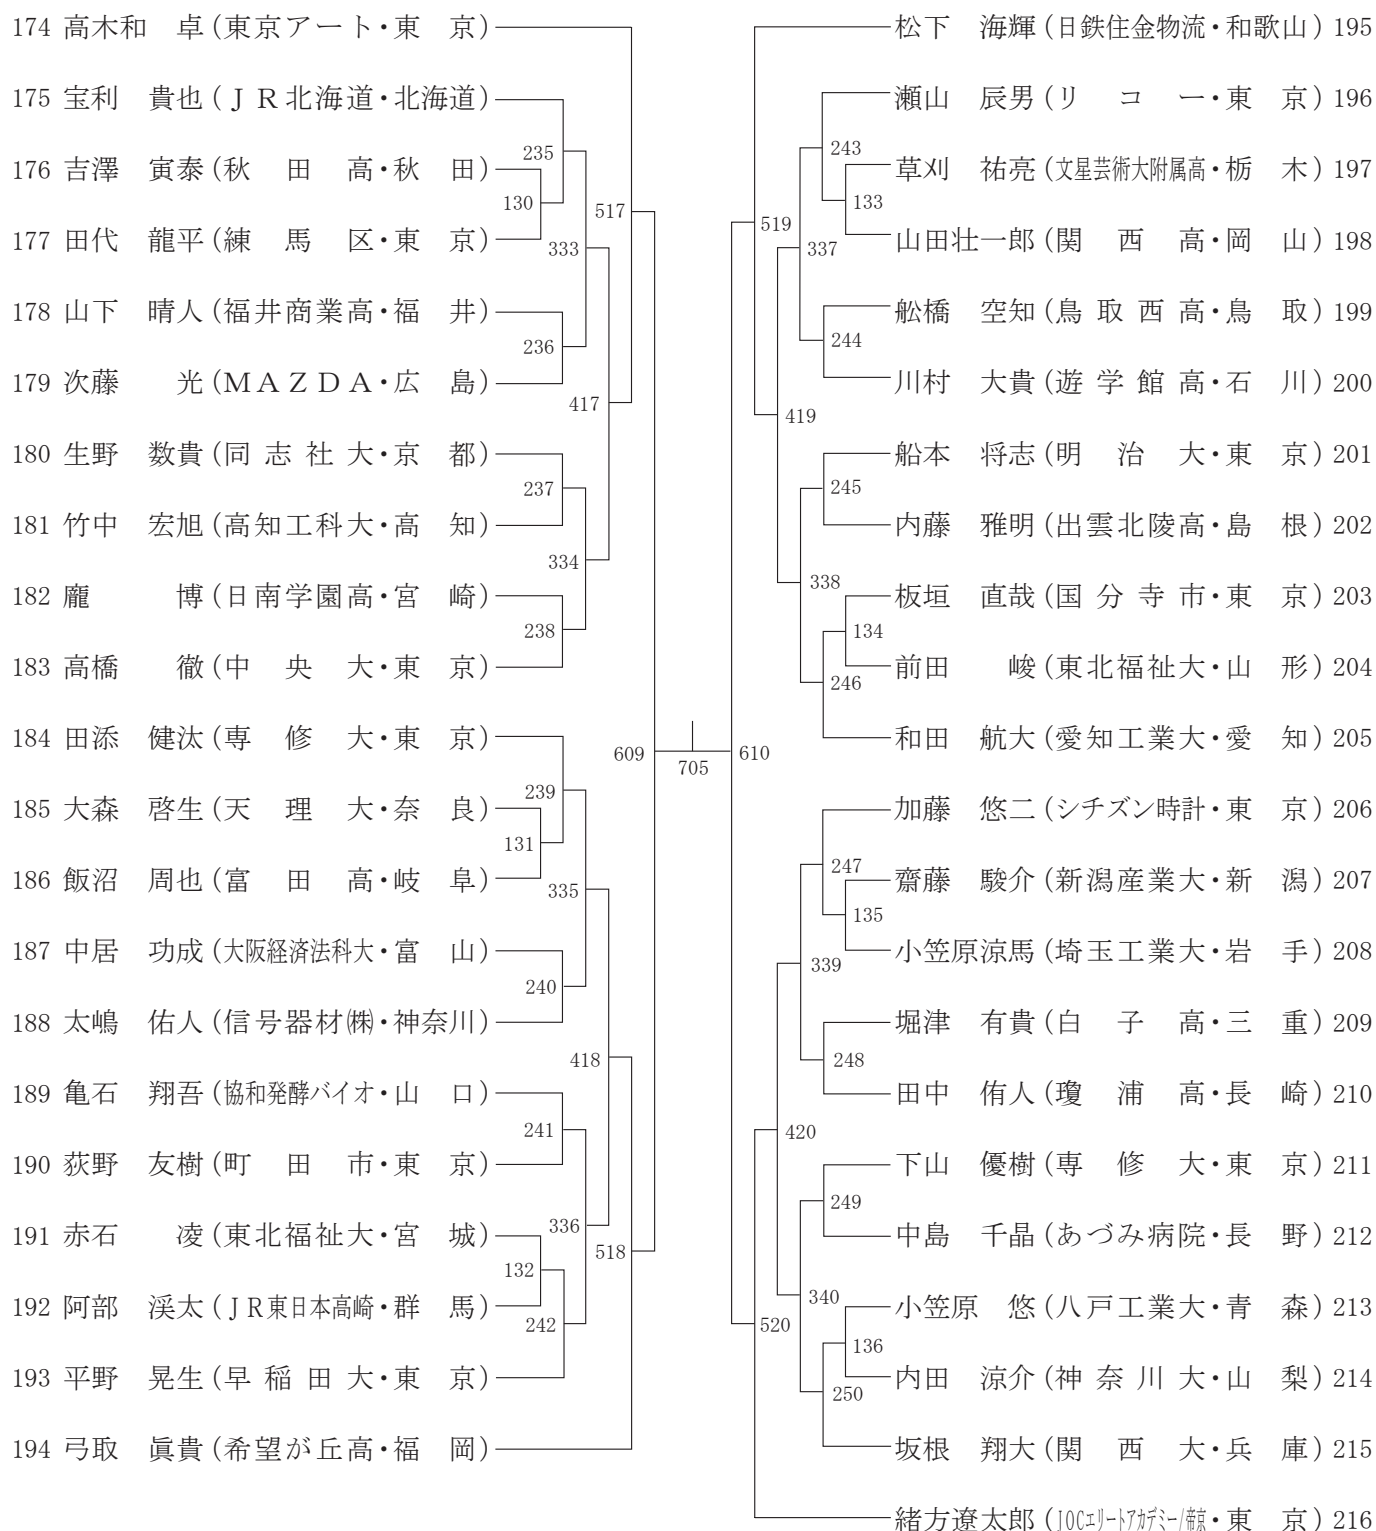 174 高木和　卓 (東京アート・東　京)
175 宝利　貴也 (ＪＲ北海道・北海道)
176 吉澤　寅泰 (秋　田　高・秋　田)
177 田代　龍平 (練　馬　区・東　京)
178 山下　晴人 (福井商業高・福　井)
179 次藤　　光 (ＭＡＺＤＡ・広　島)
180 生野　数貴 (同 志 社 大・京　都)
181 竹中　宏旭 (高知工科大・高　知)
182 龐　　　博 (日南学園高・宮　崎)
183 高橋　　徹 (中　央　大・東　京)
184 田添　健汰 (専　修　大・東　京)
185 大森　啓生 (天　理　大・奈　良)
186 飯沼　周也 (富　田　高・岐　阜)
187 中居　功成 (大阪経済法科大・富　山)
188 太嶋　佑人 (信号器材㈱・神奈川)
189 亀石　翔吾 (協和発酵バイオ・山　口)
190 荻野　友樹 (町　田　市・東　京)
191 赤石　　凌 (東北福祉大・宮　城)
192 阿部　渓太 (ＪＲ東日本高崎・群　馬)
193 平野　晃生 (早 稲 田 大・東　京)
194 弓取　眞貴 (希望が丘高・福　岡)
235
130
517
333
236
417
237
334
238
609
239
131
335
240
418
241
336
518
132
242
705
610
519
243
133
337
244
419
245
338
134
246
247
135
339
248
420
249
340
520
136
250
松下　海輝 (日鉄住金物流・和歌山) 195
瀬山　辰男 (リ　コ　ー・東　京) 196
草刈　祐亮 (文星芸術大附属高・栃　木) 197
山田壮一郎 (関　西　高・岡　山) 198
舩橋　空知 (鳥 取 西 高・鳥　取) 199
川村　大貴 (遊 学 館 高・石　川) 200
船本　将志 (明　治　大・東　京) 201
内藤　雅明 (出雲北陵高・島　根) 202
板垣　直哉 (国 分 寺 市・東　京) 203
前田　　峻 (東北福祉大・山　形) 204
和田　航大 (愛知工業大・愛　知) 205
加藤　悠二 (シチズン時計・東　京) 206
齋藤　駿介 (新潟産業大・新　潟) 207
小笠原涼馬 (埼玉工業大・岩　手) 208
堀津　有貴 (白　子　高・三　重) 209
田中　侑人 (瓊　浦　高・長　崎) 210
下山　優樹 (専　修　大・東　京) 211
中島　千晶 (あづみ病院・長　野) 212
小笠原　悠 (八戸工業大・青　森) 213
内田　涼介 (神 奈 川 大・山　梨) 214
坂根　翔大 (関　西　大・兵　庫) 215
緒方遼太郎 (JOCエリートアカデミー/帝京・東　京) 216